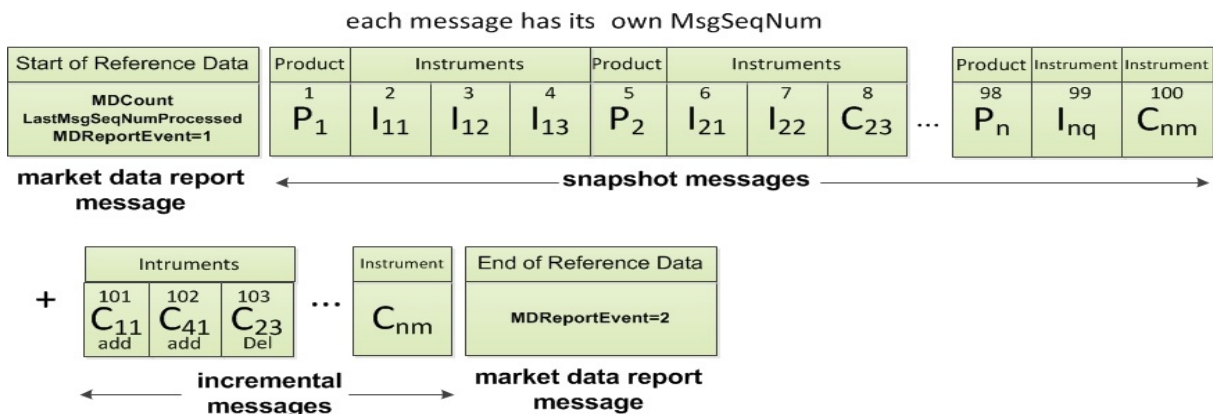 each message has its own MsgSeqNum
Start of Reference Data Product Instruments Product Instruments Product Instrument Instrument
MDCount
LastMsgSeqNumProcessed
MDReportEvent=1
1 2 3 4 5 6 7 8 98 99 100
P1 I11 I12 I13 P2 I21 I22 C23 ... Pn Inq Cnm
market data report
message
snapshot messages
Intruments Instrument End of Reference Data
+
101 102 103
C11 C41 C23 ... Cnm
add add Del
MDReportEvent=2
incremental
messages
market data report
message